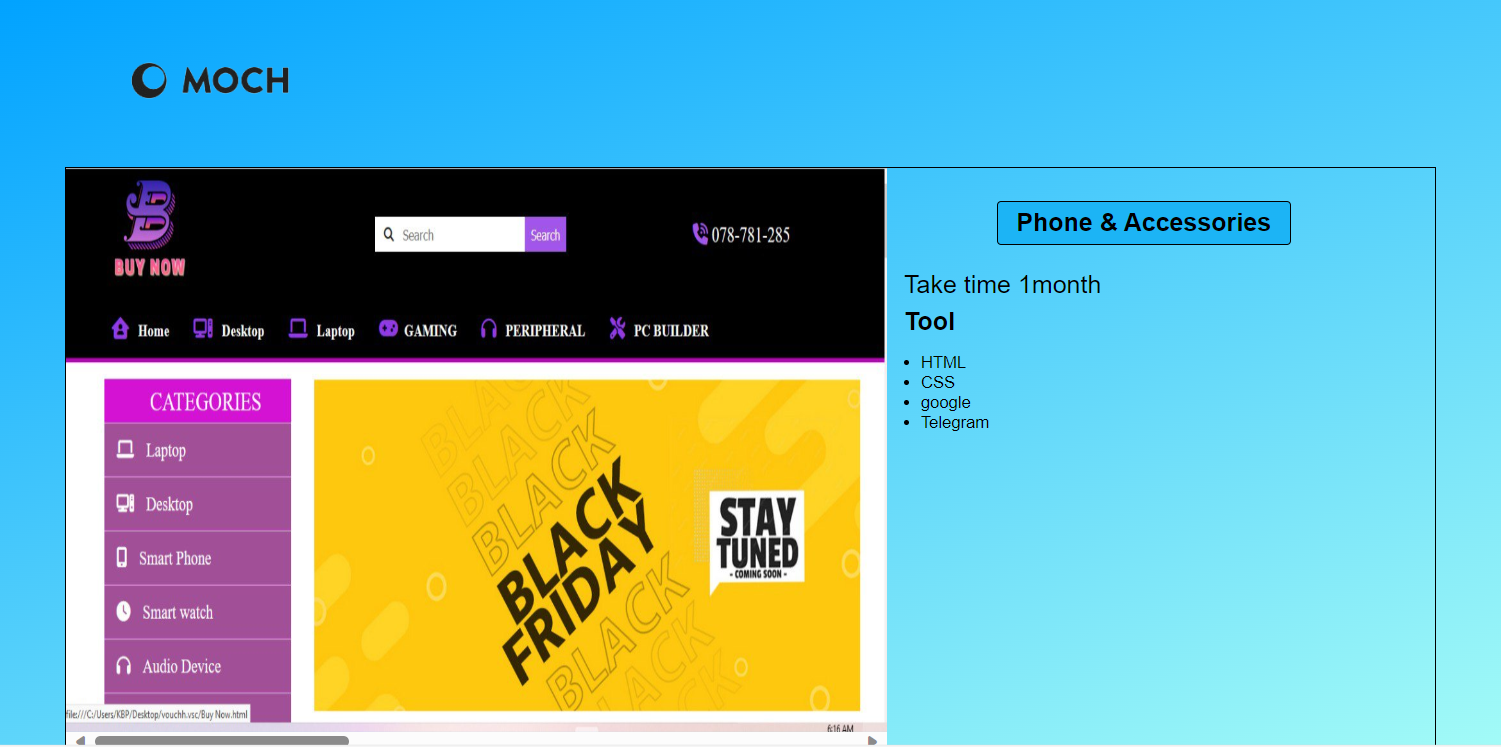 MOCH
BUY NOW
Search
Search
078-781-285
Home
Desktop
Laptop
GAMING
PERIPHERAL
PC BUILDER
CATEGORIES
Laptop
Desktop
Smart Phone
Smart watch
Audio Device
BLACK
BLACK
BLACK
BLACK
FRIDAY
BLACK
BLACK
BLACK
STAY
TUNED
- COMING SOON -
file:///C:/Users/KBP/Desktop/vouchh.vsc/Buy Now.html
6:16 AM
Phone & Accessories
Take time 1month
Tool
HTML
CSS
google
Telegram